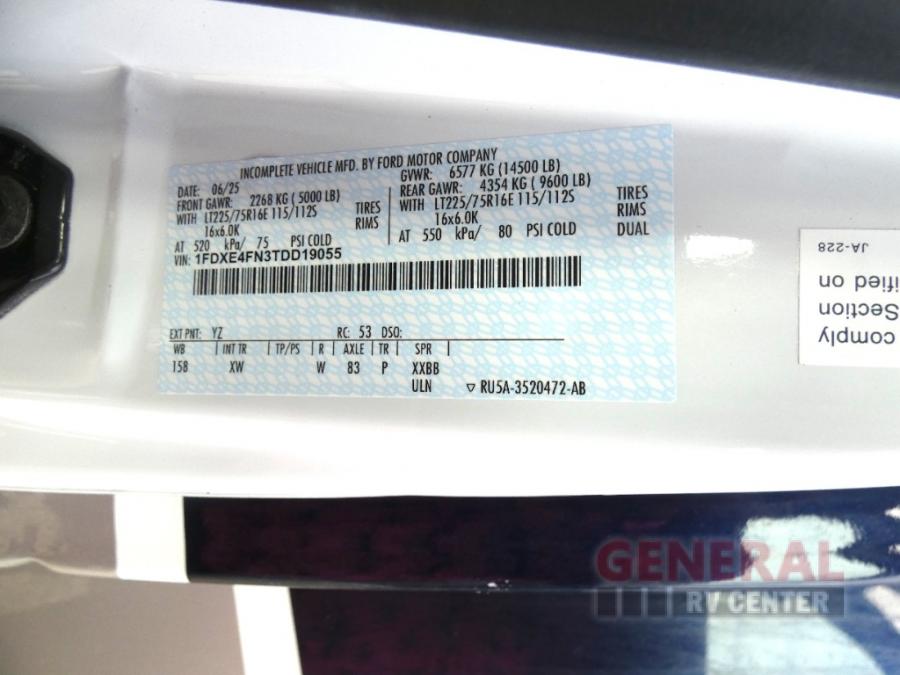 INCOMPLETE VEHICLE MFD. BY FORD MOTOR COMPANY
DATE: 06/25 GVWR: 6577 KG (14500 LB)
FRONT GAWR: 2268 KG ( 5000 LB) REAR GAWR: 4354 KG ( 9600 LB)
WITH LT225/75R16E 115/112S TIRES WITH LT225/75R16E 115/112S TIRES
16x6.0K RIMS 16x6.0K RIMS
AT 520 kPa/ 75 PSI COLD AT 550 kPa/ 80 PSI COLD DUAL
VIN: 1FDXE4FN3TDD19055
EXT PNT: YZ RC: 53 DSO:
WB INT TR TP/PS R AXLE TR SPR
158 XW W 83 P XXBB
ULN ▽ RU5A-3520472-AB
comply
Section
ified on
JA-228
GENERAL
RV CENTER